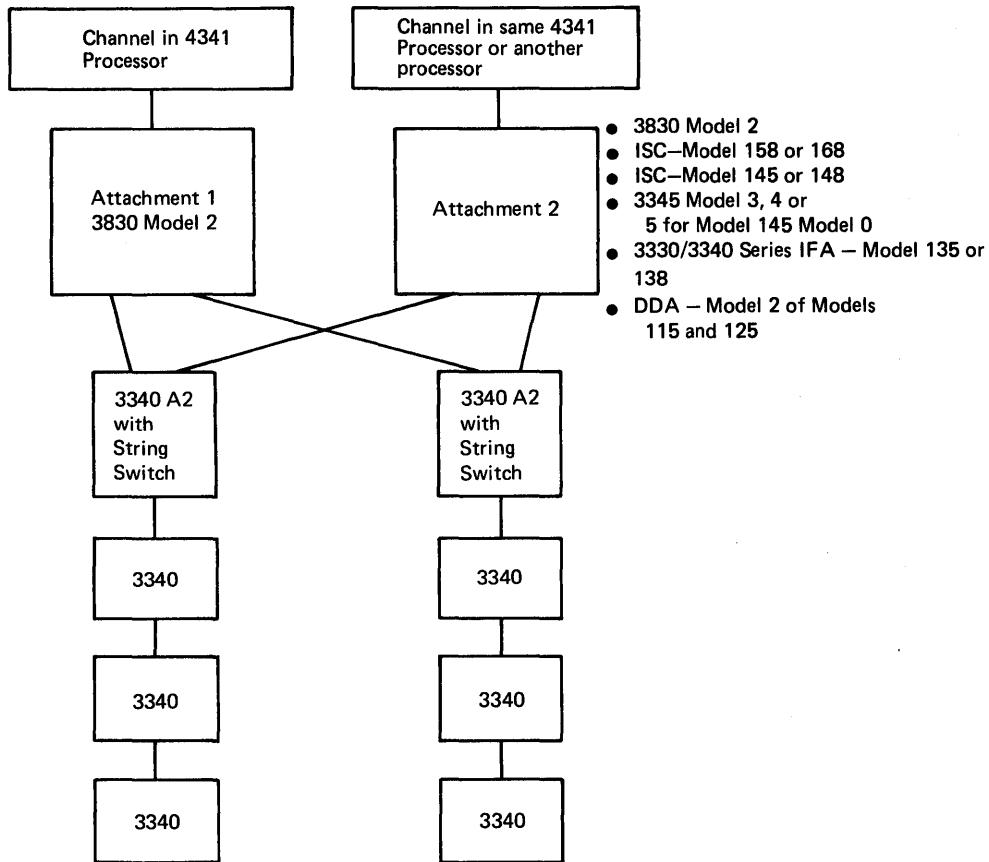 Channel in 4341
Processor
Channel in same 4341
Processor or another
processor
Attachment 1
3830 Model 2
Attachment 2
● 3830 Model 2
● ISC—Model 158 or 168
● ISC—Model 145 or 148
● 3345 Model 3, 4 or
5 for Model 145 Model 0
● 3330/3340 Series IFA — Model 135 or
138
● DDA — Model 2 of Models
115 and 125
3340 A2
with
String
Switch
3340 A2
with
String
Switch
3340
3340
3340
3340
3340
3340